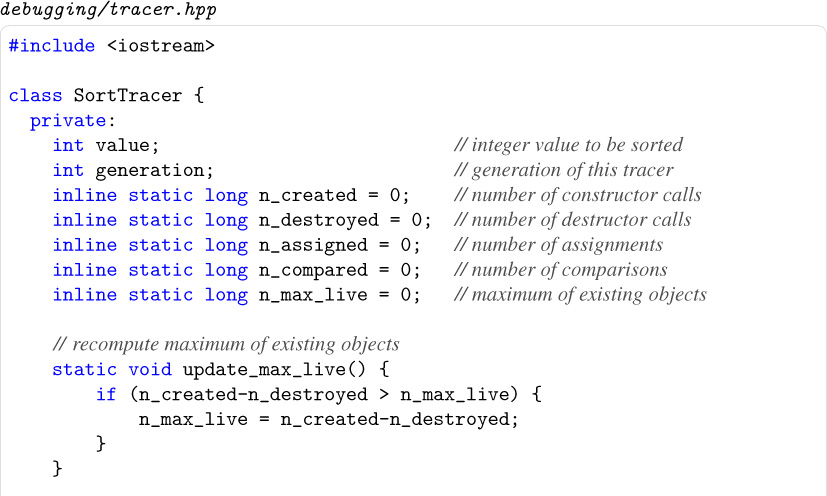 debugging/tracer.hpp
#include <iostream>
class SortTracer {
private:
int value; // integer value to be sorted
int generation; // generation of this tracer
inline static long n_created = 0; // number of constructor calls
inline static long n_destroyed = 0; // number of destructor calls
inline static long n_assigned = 0; // number of assignments
inline static long n_compared = 0; // number of comparisons
inline static long n_max_live = 0; // maximum of existing objects
// recompute maximum of existing objects
static void update_max_live() {
if (n_created-n_destroyed > n_max_live) {
n_max_live = n_created-n_destroyed;
}
}